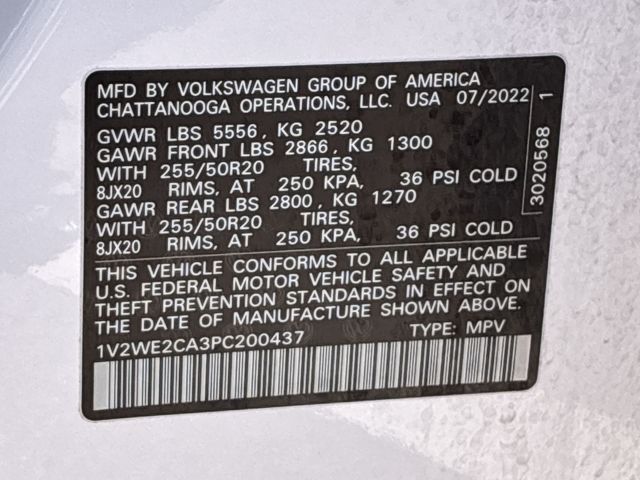 MFD BY VOLKSWAGEN GROUP OF AMERICA
CHATTANOOGA OPERATIONS, LLC. USA 07/2022
GVWR LBS 5556, KG 2520
GAWR FRONT LBS 2866, KG 1300
WITH 255/50R20 TIRES,
8JX20 RIMS, AT 250 KPA, 36 PSI COLD
GAWR REAR LBS 2800, KG 1270
WITH 255/50R20 TIRES,
8JX20 RIMS, AT 250 KPA, 36 PSI COLD
THIS VEHICLE CONFORMS TO ALL APPLICABLE
U.S. FEDERAL MOTOR VEHICLE SAFETY AND
THEFT PREVENTION STANDARDS IN EFFECT ON
THE DATE OF MANUFACTURE SHOWN ABOVE.
1V2WE2CA3PC200437 TYPE: MPV
3020568 1